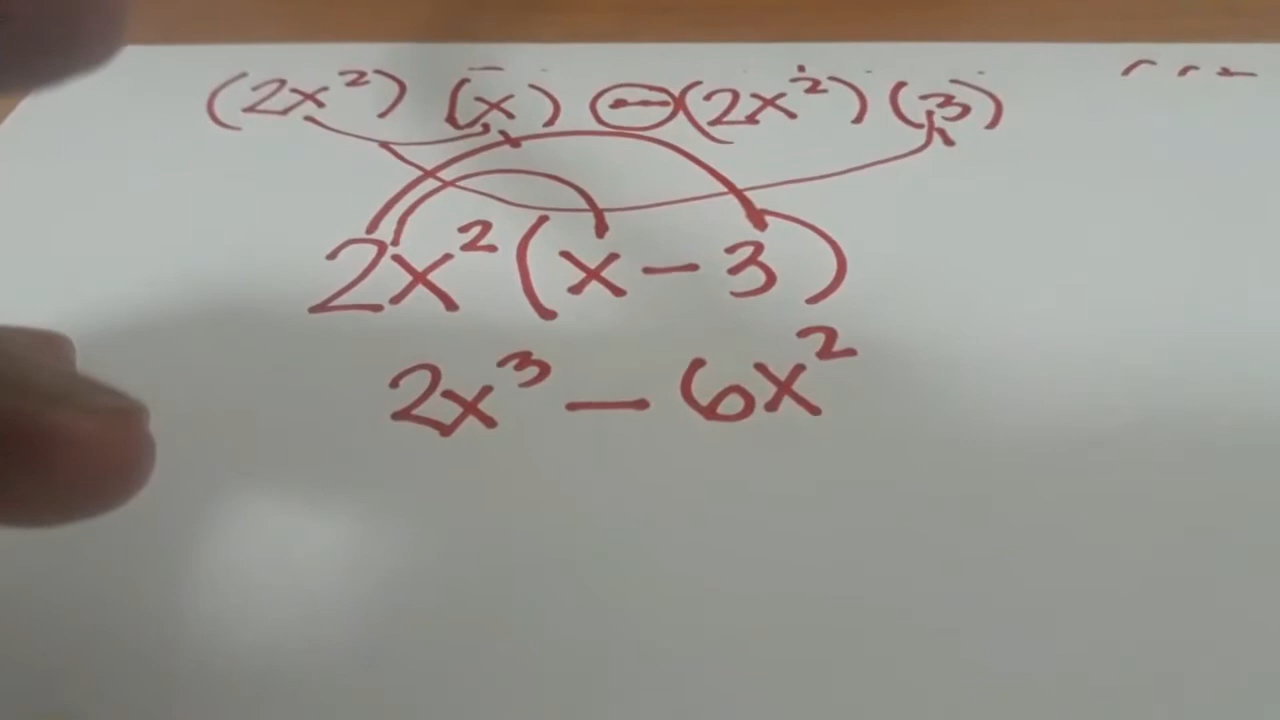 (2x²) (x) - (2x²) (3)
2x² (x - 3)
2x³ - 6x²